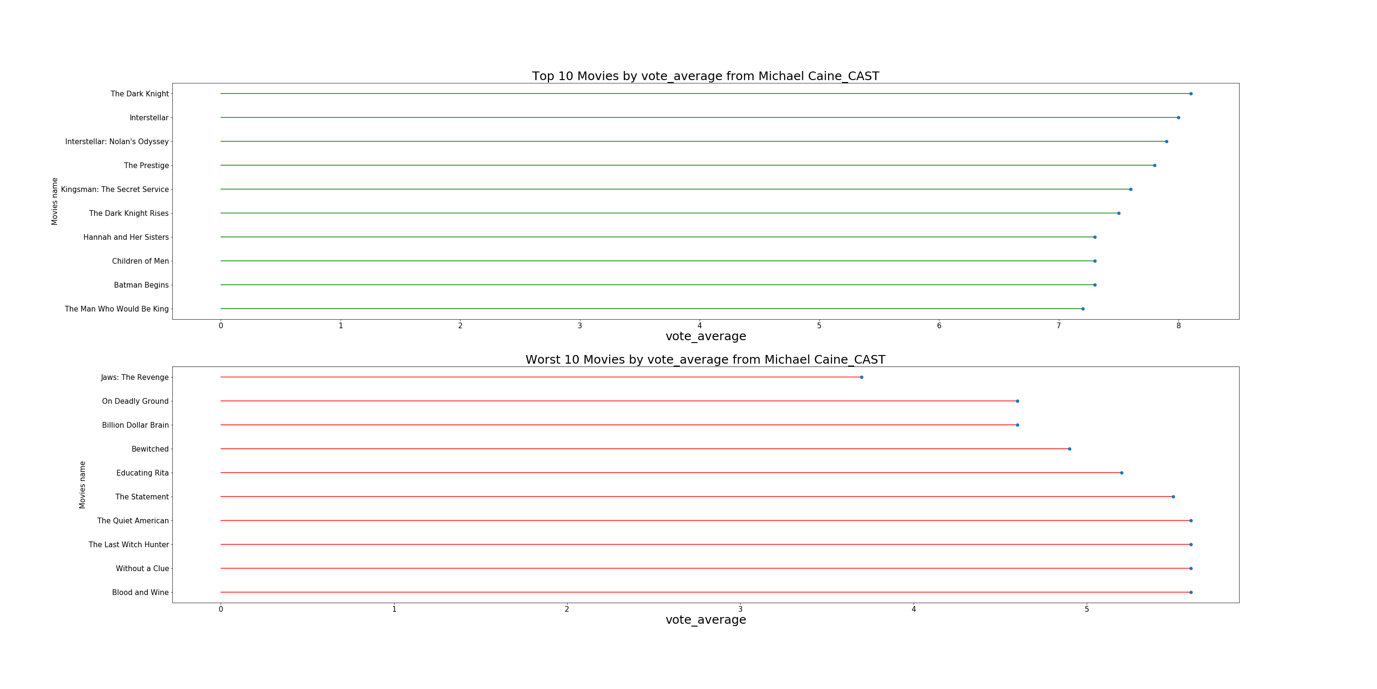 Top 10 Movies by vote_average from Michael Caine_CAST
Movies name
The Dark Knight
Interstellar
Interstellar: Nolan's Odyssey
The Prestige
Kingsman: The Secret Service
The Dark Knight Rises
Hannah and Her Sisters
Children of Men
Batman Begins
The Man Who Would Be King
0 1 2 3 4 5 6 7 8
vote_average
Worst 10 Movies by vote_average from Michael Caine_CAST
Movies name
Jaws: The Revenge
On Deadly Ground
Billion Dollar Brain
Bewitched
Educating Rita
The Statement
The Quiet American
The Last Witch Hunter
Without a Clue
Blood and Wine
0 1 2 3 4 5
vote_average